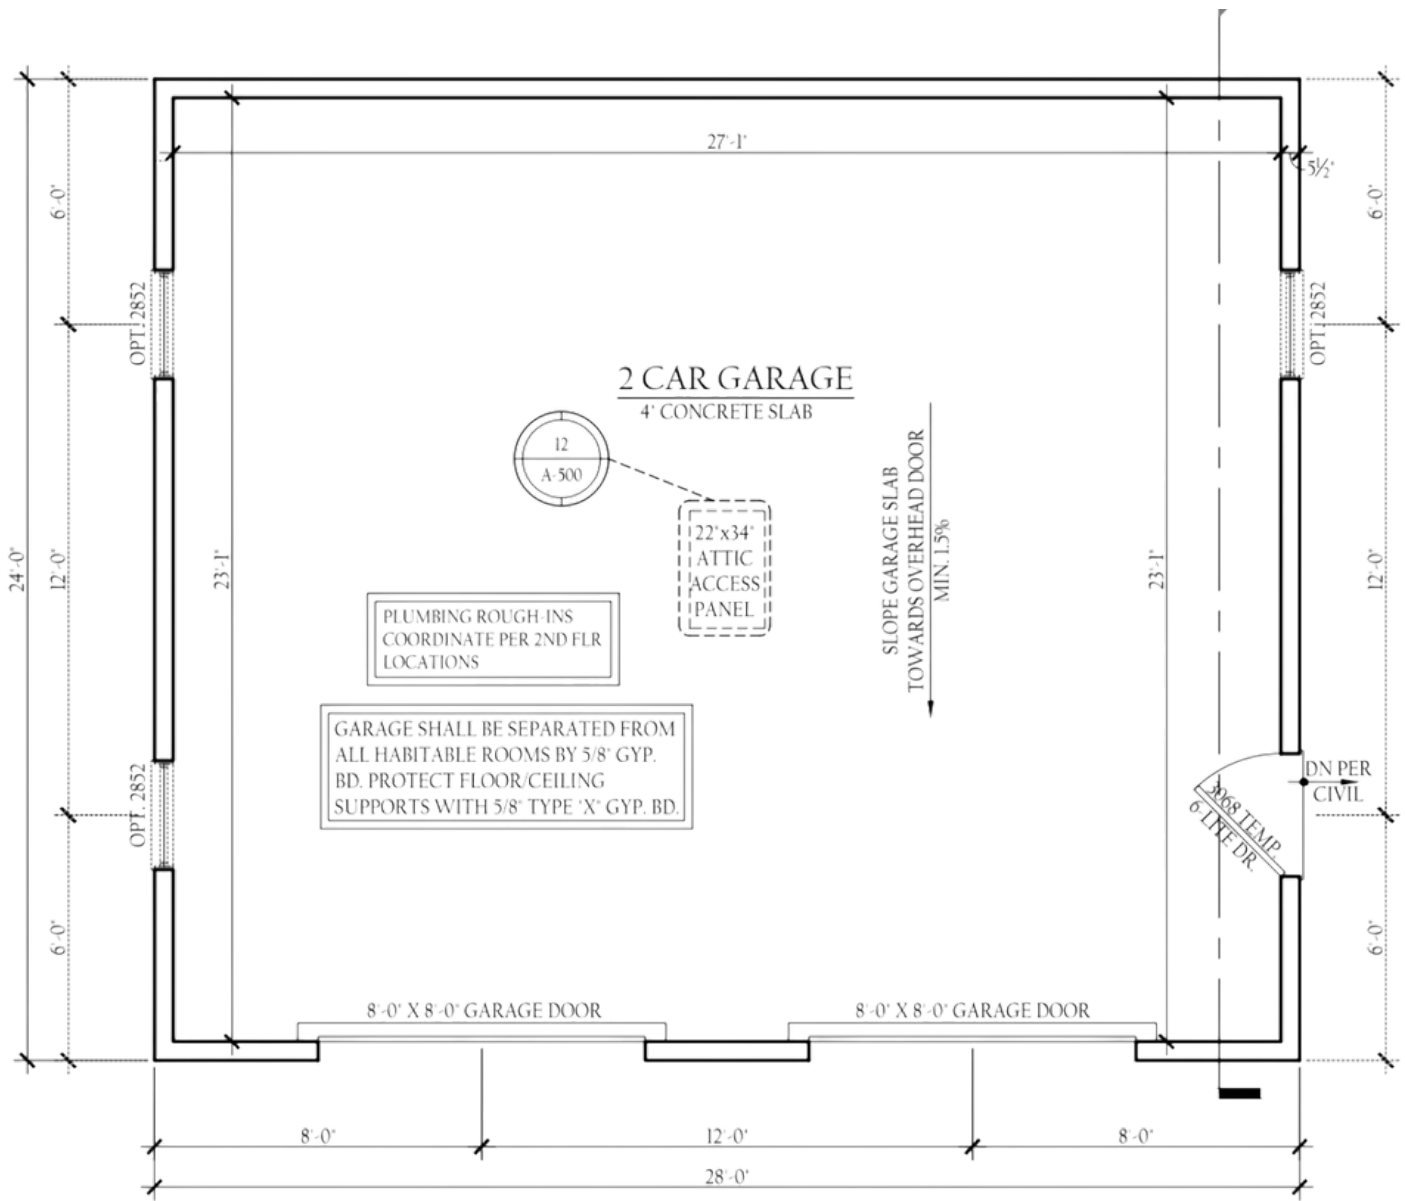 27'-1"
5½"
6'-0"
6'-0"
OPT. 2852
OPT. 2852
2 CAR GARAGE
4" CONCRETE SLAB
12
A-500
22"x34"
ATTIC
ACCESS
PANEL
SLOPE GARAGE SLAB
TOWARDS OVERHEAD DOOR
MIN. 1.5%
24'-0"
12'-0"
23'-1"
23'-1"
12'-0"
PLUMBING ROUGH-INS
COORDINATE PER 2ND FLR
LOCATIONS
GARAGE SHALL BE SEPARATED FROM
ALL HABITABLE ROOMS BY 5/8" GYP.
BD. PROTECT FLOOR/CEILING
SUPPORTS WITH 5/8" TYPE "X" GYP. BD.
OPT. 2852
DN PER
CIVIL
3068 TEMP.
6-LITE DR.
6'-0"
6'-0"
8'-0" X 8'-0" GARAGE DOOR
8'-0" X 8'-0" GARAGE DOOR
8'-0"
12'-0"
8'-0"
28'-0"